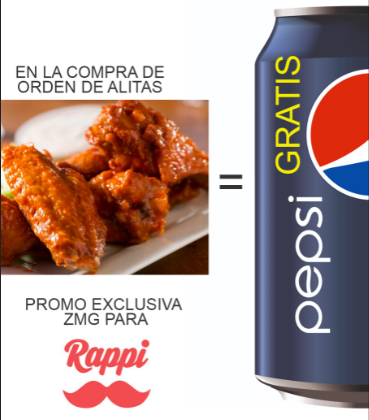 EN LA COMPRA DE
ORDEN DE ALITAS
=
GRATIS
pepsi
PROMO EXCLUSIVA
ZMG PARA
Rappi